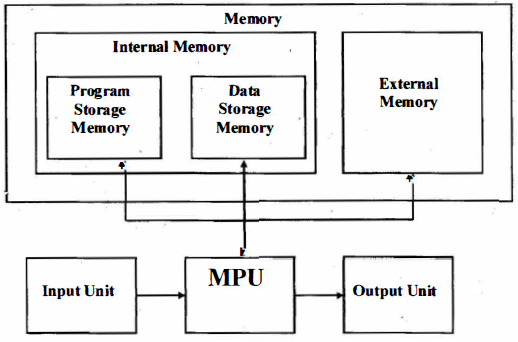 Memory
Internal Memory
Program
Storage
Memory
Data
Storage
Memory
External
Memory
Input Unit
MPU
Output Unit